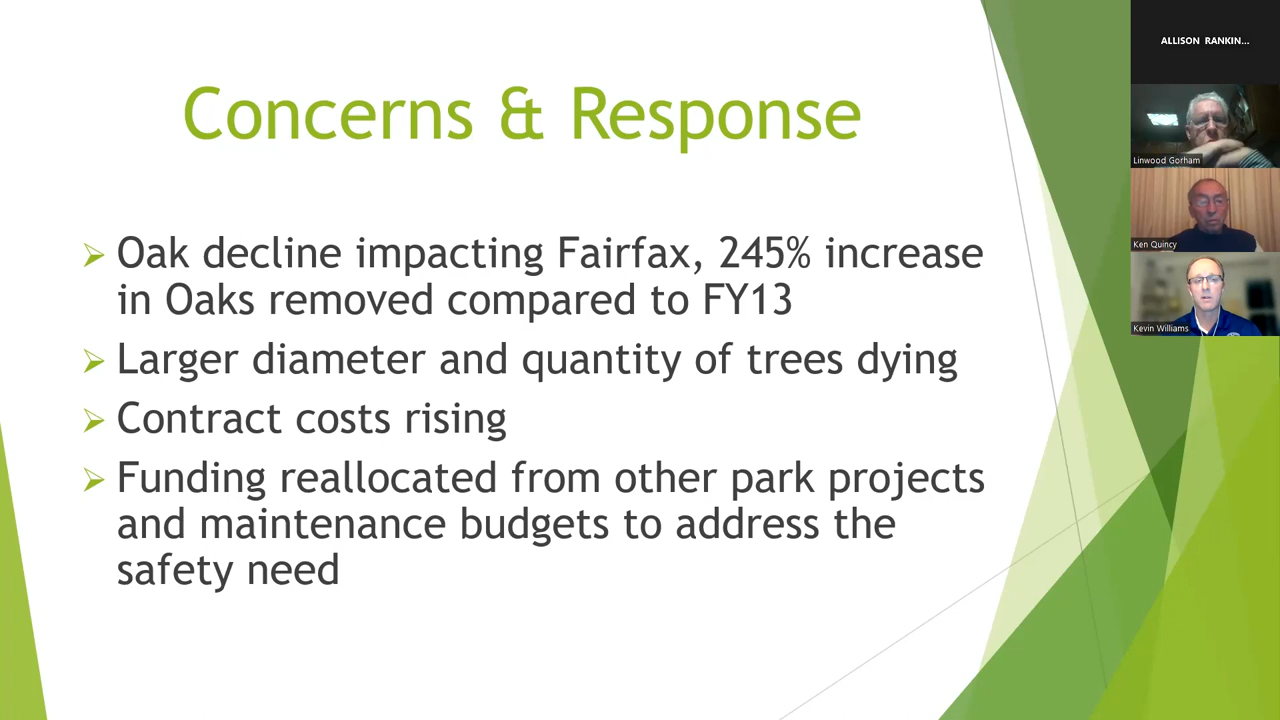 Concerns & Response
Oak decline impacting Fairfax, 245% increase
in Oaks removed compared to FY13
Larger diameter and quantity of trees dying
Contract costs rising
Funding reallocated from other park projects
and maintenance budgets to address the
safety need
ALLISON RANKIN...
Linwood Gorham
Ken Quincy
Kevin Williams